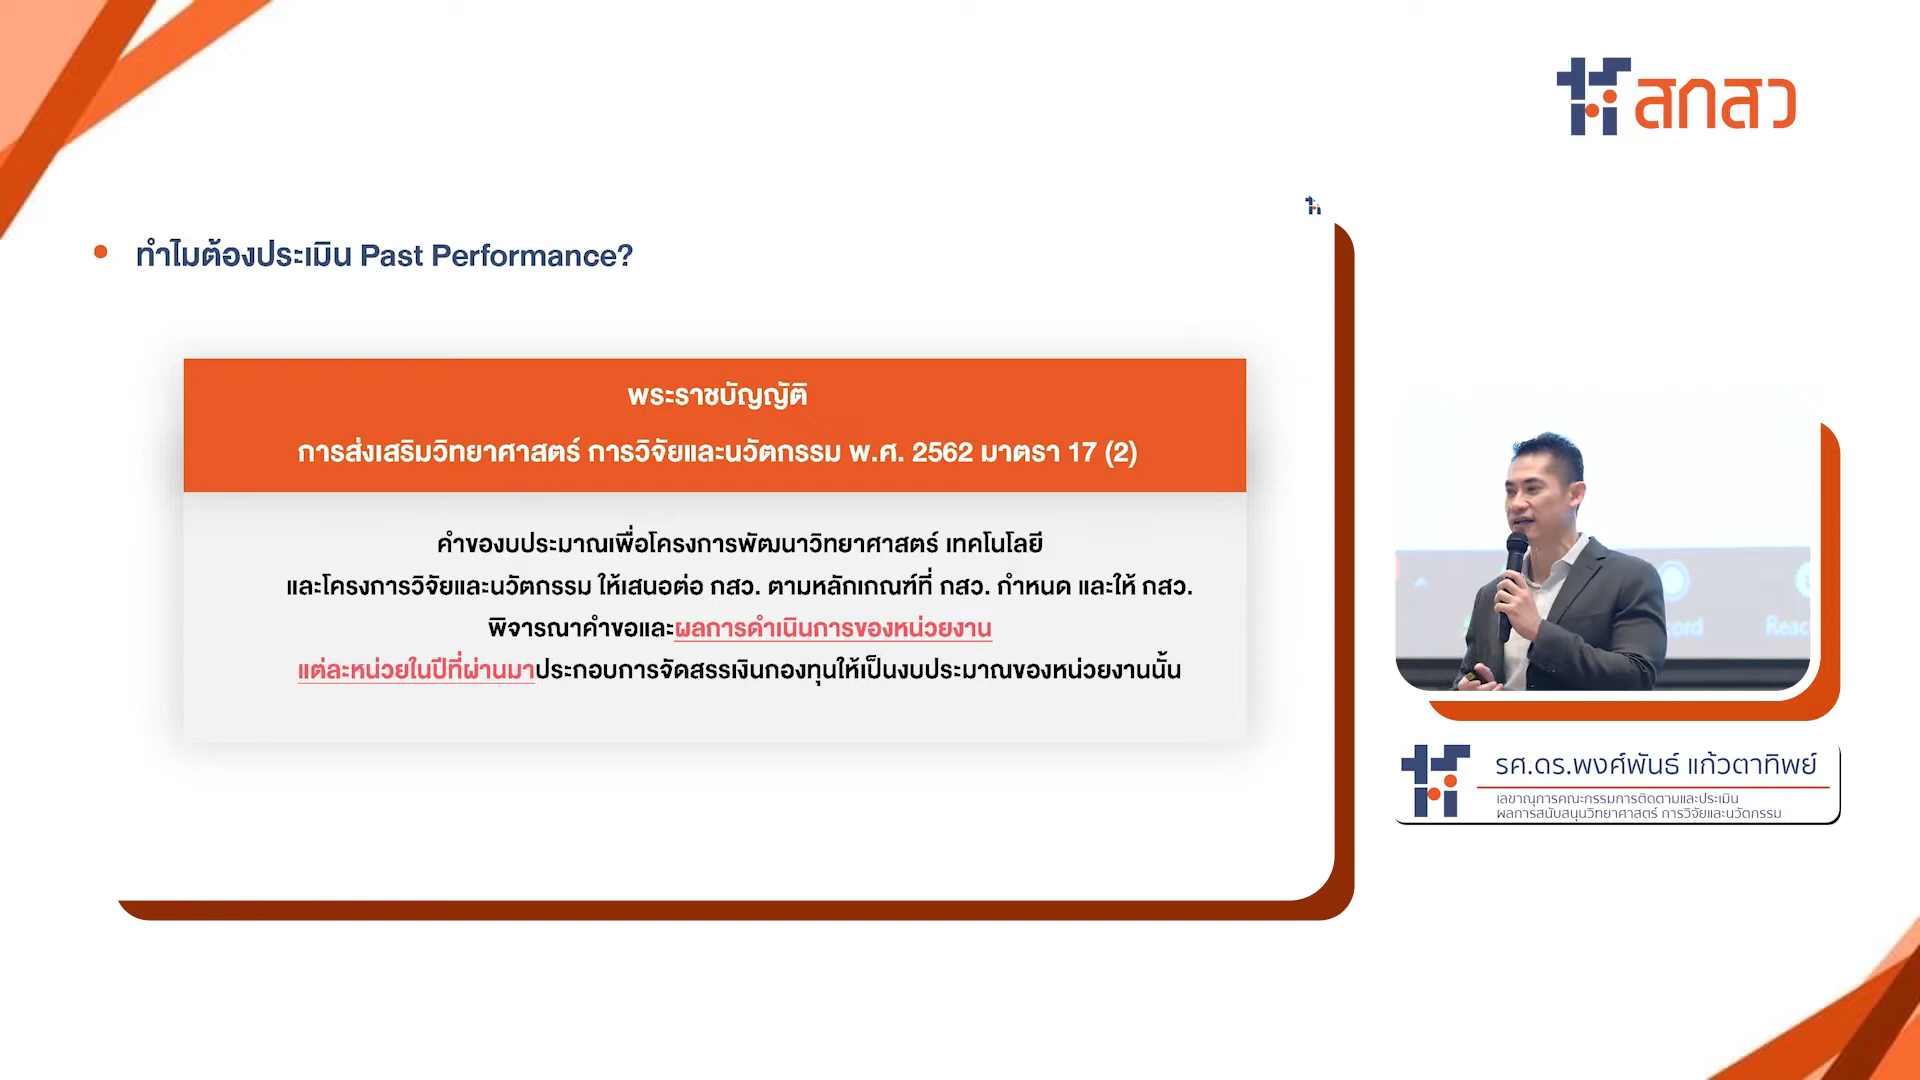 สกสว
ทำไมต้องประเมิน Past Performance?
พระราชบัญญัติ
การส่งเสริมวิทยาศาสตร์ การวิจัยและนวัตกรรม พ.ศ. 2562 มาตรา 17 (2)
คำของบประมาณเพื่อโครงการพัฒนาวิทยาศาสตร์ เทคโนโลยี
และโครงการวิจัยและนวัตกรรม ให้เสนอต่อ กสว. ตามหลักเกณฑ์ที่ กสว. กำหนด และให้ กสว.
พิจารณาคำขอและผลการดำเนินการของหน่วยงาน
แต่ละหน่วยในปีที่ผ่านมาประกอบการจัดสรรเงินกองทุนให้เป็นงบประมาณของหน่วยงานนั้น
รศ.ดร.พงศ์พันธ์ แก้วตาทิพย์
เลขาณุการคณะกรรมการติดตามและประเมิน
ผลการสนับสนุนวิทยาศาสตร์ การวิจัยและนวัตกรรม